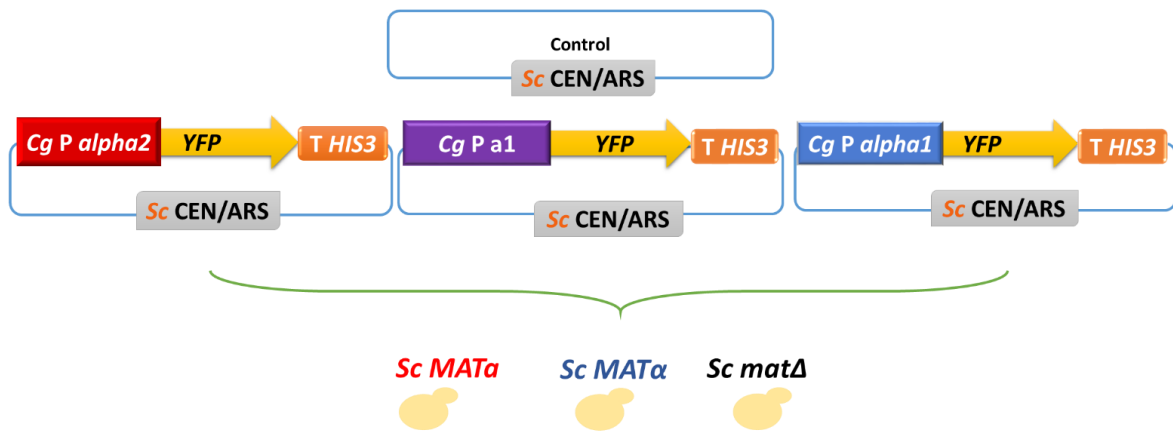 Control
Sc CEN/ARS
Cg P alpha2 YFP T HIS3
Cg P a1 YFP T HIS3
Cg P alpha1 YFP T HIS3
Sc CEN/ARS
Sc CEN/ARS
Sc CEN/ARS
Sc MATa Sc MATα Sc matΔ